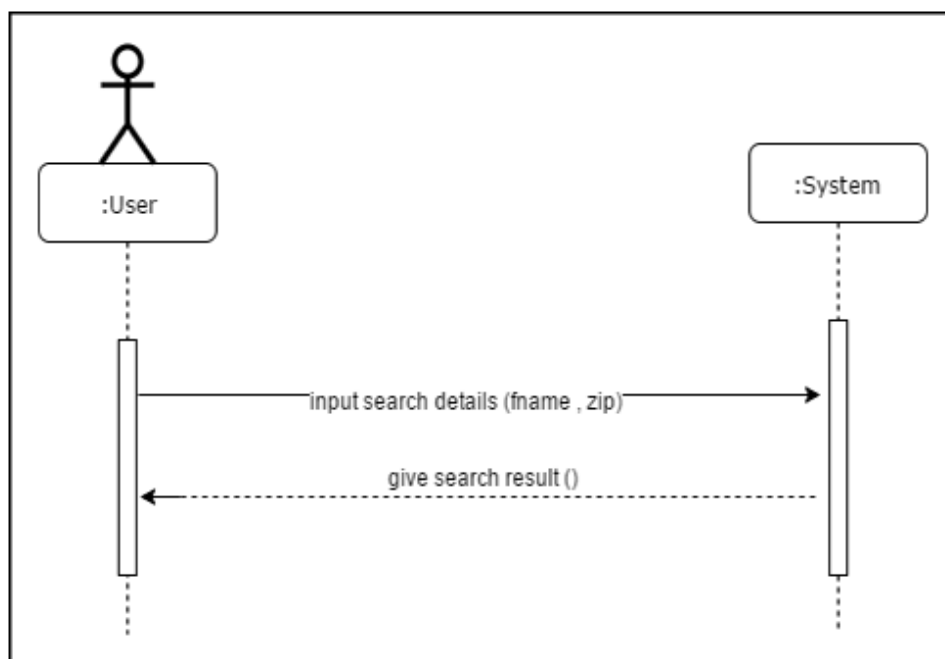 :User
:System
input search details (fname , zip)
give search result ()